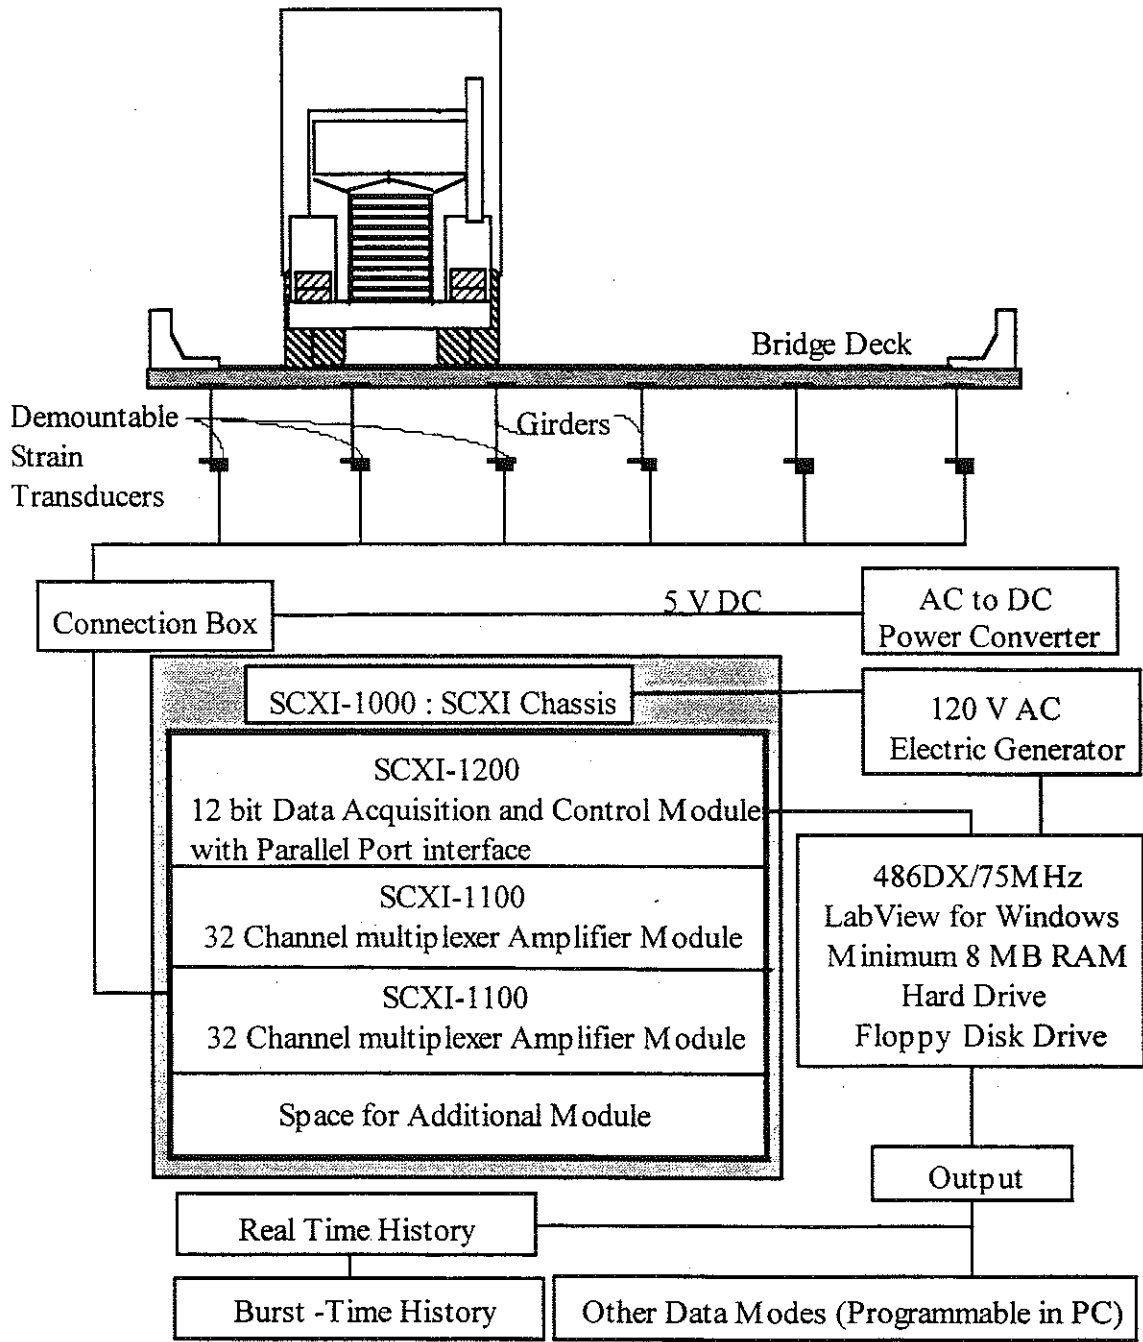 Bridge Deck
Demountable
Strain
Transducers
Girders
Connection Box
5 V DC
AC to DC
Power Converter
SCXI-1000 : SCXI Chassis
120 V AC
Electric Generator
SCXI-1200
12 bit Data Acquisition and Control Module
with Parallel Port interface
SCXI-1100
32 Channel multiplexer Amplifier Module
SCXI-1100
32 Channel multiplexer Amplifier Module
Space for Additional Module
486DX/75MHz
LabView for Windows
Minimum 8 MB RAM
Hard Drive
Floppy Disk Drive
Output
Real Time History
Burst -Time History
Other Data Modes (Programmable in PC)